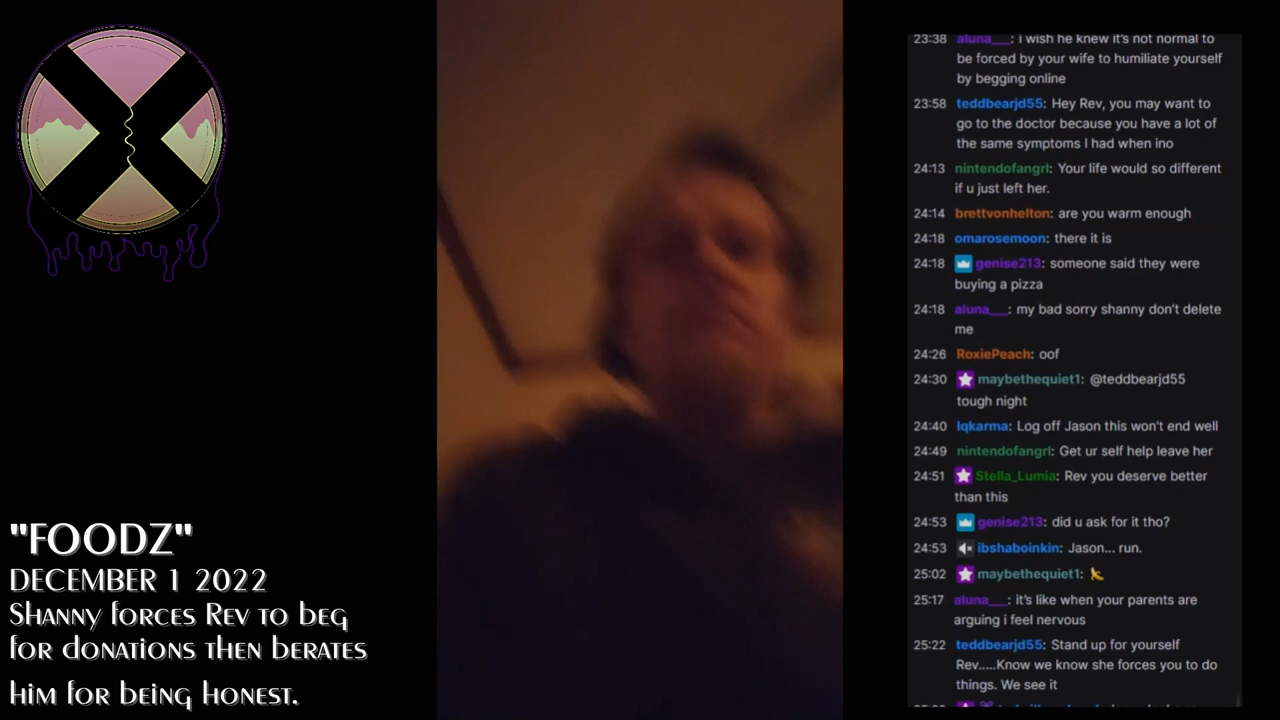 "FOODZ"
DECEMBER 1 2022
Shanny forces Rev to beg
for donations then berates
him for being honest.
23:38 aluna___: i wish he knew it's not normal to
be forced by your wife to humiliate yourself
by begging online
23:58 teddbearjd55: Hey Rev, you may want to
go to the doctor because you have a lot of
the same symptoms I had when ino
24:13 nintendofangrl: Your life would so different
if u just left her.
24:14 brettvonhelton: are you warm enough
24:18 omarosemoon: there it is
24:18 genise213: someone said they were
buying a pizza
24:18 aluna___: my bad sorry shanny don't delete
me
24:26 RoxiePeach: oof
24:30 maybethequiet1: @teddbearjd55
tough night
24:40 lqkarma: Log off Jason this won't end well
24:49 nintendofangrl: Get ur self help leave her
24:51 Stella_Lumia: Rev you deserve better
than this
24:53 genise213: did u ask for it tho?
24:53 ibshaboinkin: Jason... run.
25:02 maybethequiet1:
25:17 aluna___: it's like when your parents are
arguing i feel nervous
25:22 teddbearjd55: Stand up for yourself
Rev.....Know we know she forces you to do
things. We see it